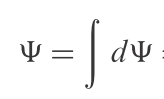 Ψ = ∫ dΨ =